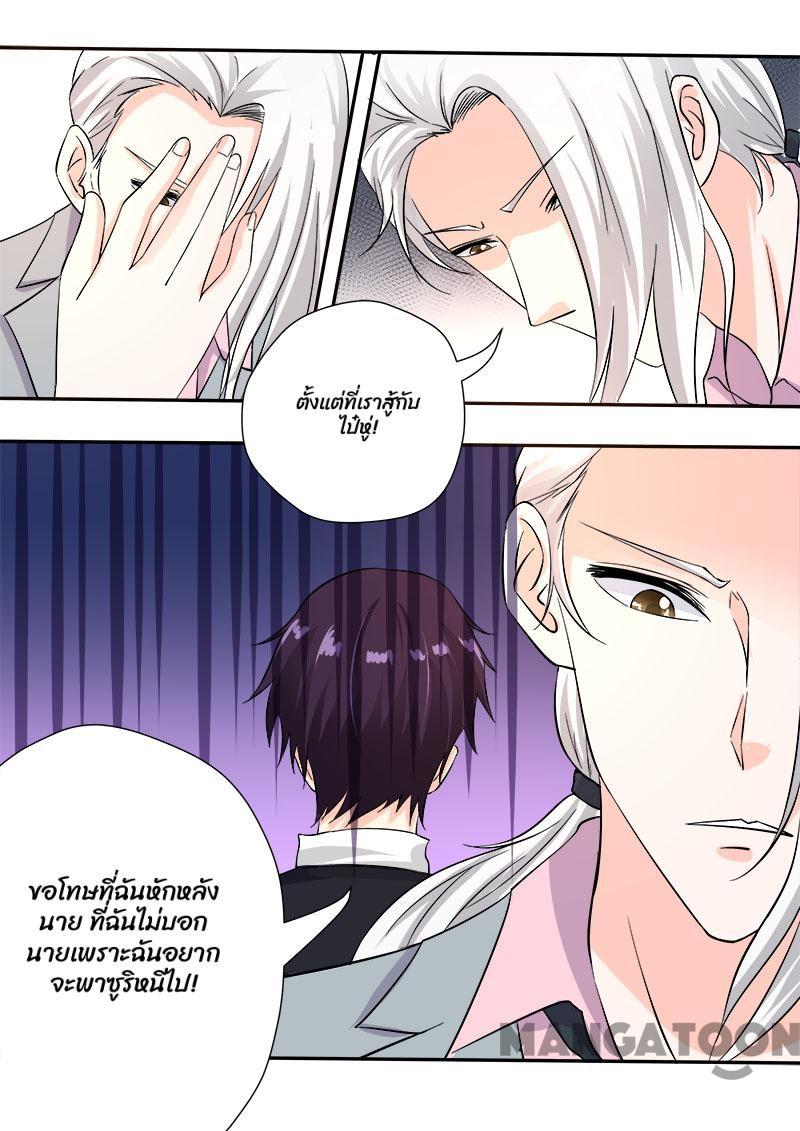 ตั้งแต่ที่เราสู้กับ
ไป๋หู่!
ขอโทษที่ฉันหักหลัง
นาย ที่ฉันไม่บอก
นายเพราะฉันอยาก
จะพาซูริหนีไป!
MANGATOON